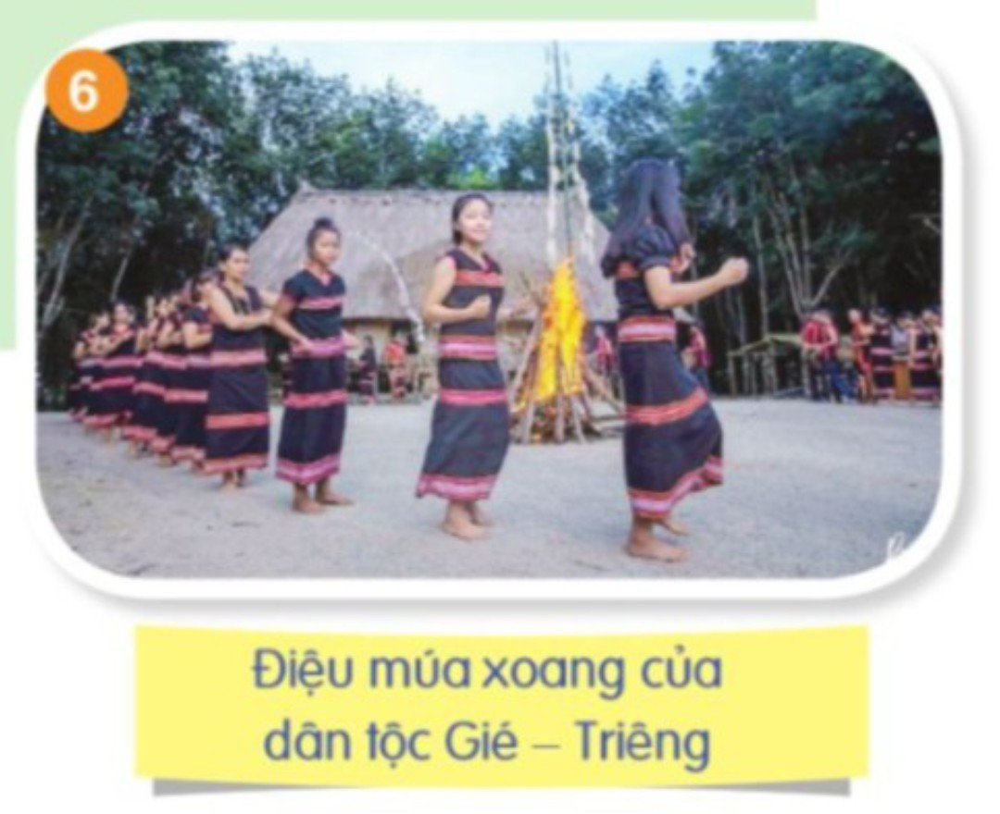 6
Điệu múa xoang của
dân tộc Gié – Triêng